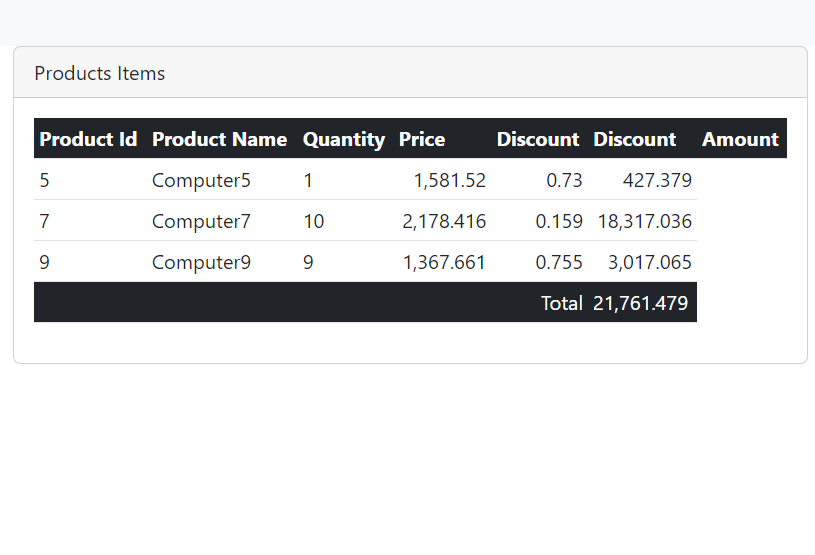 Products Items
Product Id Product Name Quantity Price Discount Discount Amount
5 Computer5 1 1,581.52 0.73 427.379
7 Computer7 10 2,178.416 0.159 18,317.036
9 Computer9 9 1,367.661 0.755 3,017.065
Total 21,761.479